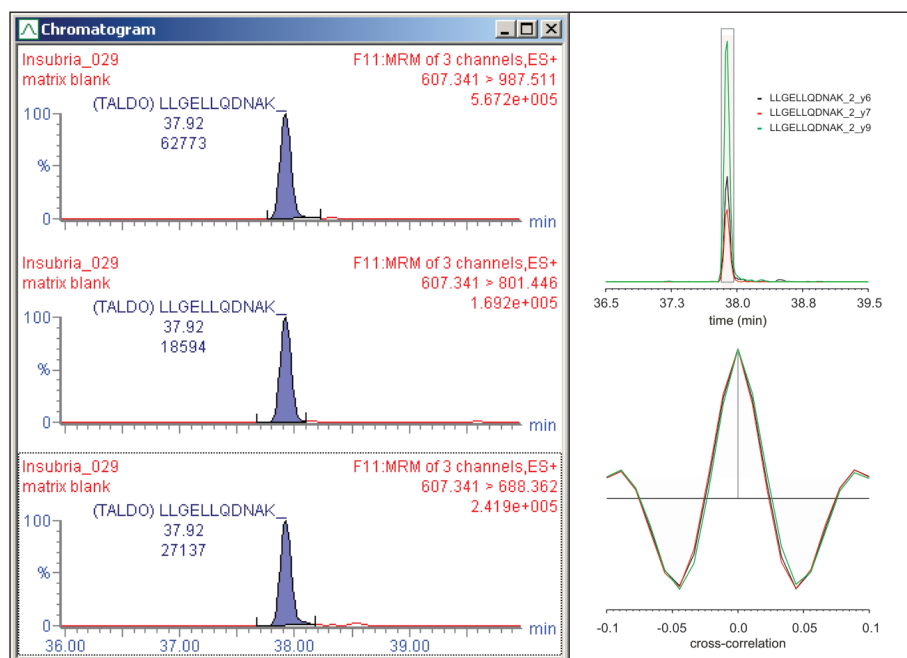 Chromatogram
Insubria_029
F11:MRM of 3 channels,ES+
matrix blank
607.341 > 987.511
5.672e+005
(TALDO) LLGELLQDNAK_
37.92
62773
100
%
0
min
Insubria_029
F11:MRM of 3 channels,ES+
matrix blank
607.341 > 801.446
1.692e+005
(TALDO) LLGELLQDNAK_
37.92
18594
100
%
0
min
Insubria_029
F11:MRM of 3 channels,ES+
matrix blank
607.341 > 688.362
2.419e+005
(TALDO) LLGELLQDNAK_
37.92
27137
100
%
0
min
36.00 37.00 38.00 39.00
LLGELLQDNAK_2_y6
LLGELLQDNAK_2_y7
LLGELLQDNAK_2_y9
36.5 37.3 38.0 38.8 39.5
time (min)
-0.1 -0.05 0.0 0.05 0.1
cross-correlation